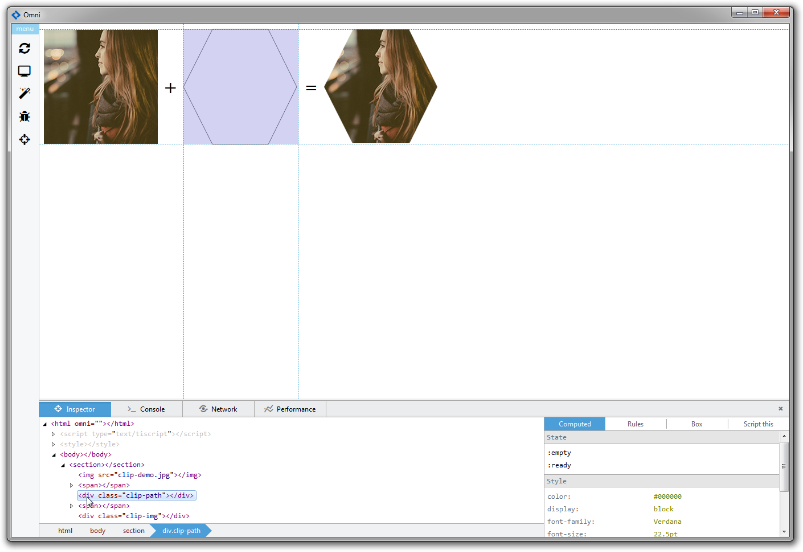 Omni
menu
+
=
Inspector
Console
Network
Performance
<html omni=""></html>
<script type="text/tiscript"></script>
<style></style>
<body></body>
<section></section>
<img src="clip-demo.jpg"></img>
<span></span>
<div class="clip-path"></div>
<span></span>
<div class="clip-img"></div>
html body section div.clip-path
Computed Rules Box Script this
State
:empty
:ready
Style
color: #000000
display: block
font-family: Verdana
font-size: 22.5pt